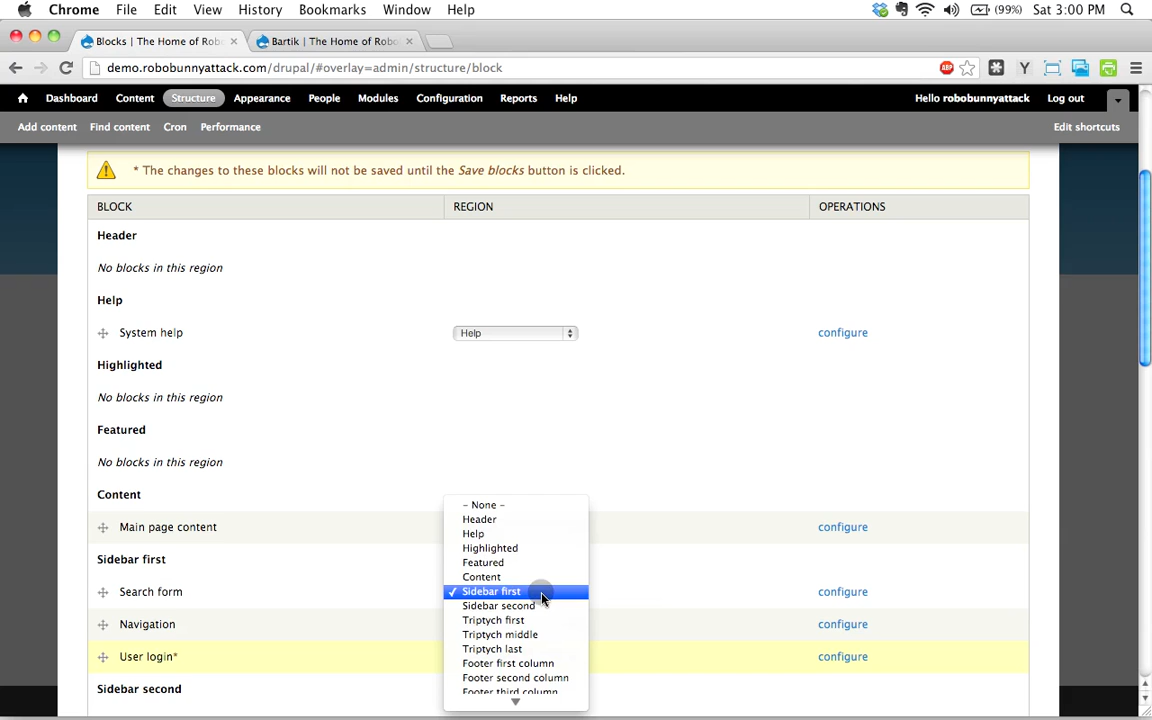 Chrome File Edit View History Bookmarks Window Help (99%) Sat 3:00 PM
Blocks | The Home of Rob Bartik | The Home of Robo
demo.robobunnyattack.com/drupal/#overlay=admin/structure/block ABP
Dashboard Content Structure Appearance People Modules Configuration Reports Help Hello robobunnyattack Log out
Add content Find content Cron Performance Edit shortcuts
* The changes to these blocks will not be saved until the Save blocks button is clicked.
BLOCK REGION OPERATIONS
Header
No blocks in this region
Help
System help Help configure
Highlighted
No blocks in this region
Featured
No blocks in this region
Content
- None -
Header
Main page content configure
Help
Highlighted
Sidebar first
Featured
Content
Search form ✓ Sidebar first configure
Sidebar second
Navigation Triptych first configure
Triptych middle
User login* Triptych last configure
Footer first column
Footer second column
Sidebar second
Footer third column